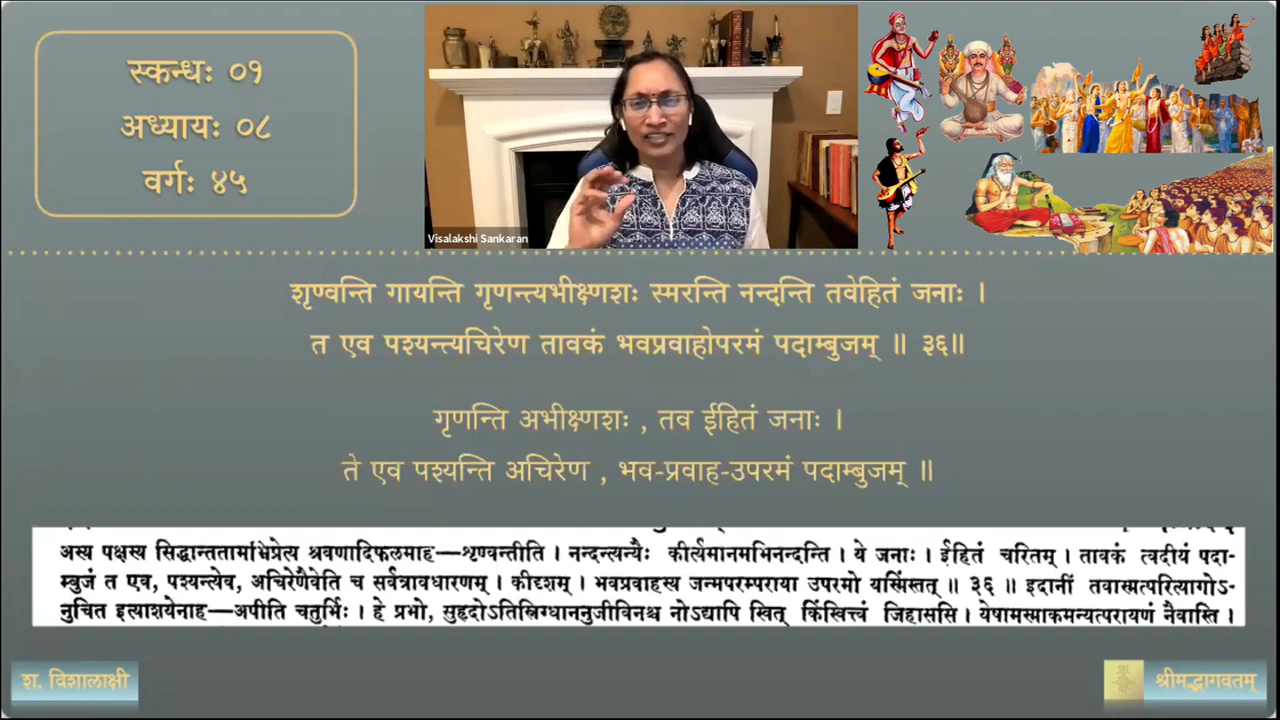 स्कन्धः ०१
अध्यायः ०८
वर्गः ४५
Visalakshi Sankaran
शृण्वन्ति गायन्ति गृणन्त्यभीक्ष्णशः स्मरन्ति नन्दन्ति तवेहितं जनाः ।
त एव पश्यन्त्यचिरेण तावकं भवप्रवाहोपरमं पदाम्बुजम् ॥ ३६॥
गृणन्ति अभीक्ष्णशः , तव ईहितं जनाः ।
ते एव पश्यन्ति अचिरेण , भव-प्रवाह-उपरमं पदाम्बुजम् ॥
अस्य पक्षस्य सिद्धान्ततामभिप्रेत्य श्रवणादिफलमाह—शृण्वन्तीति । नन्दन्त्यन्यैः कीर्त्यमानमभिनन्दन्ति । ये जनाः । ईहितं चरितम् । तावकं त्वदीयं पदा-
म्बुजं त एव, पश्यन्त्येव, अचिरेणैवेति च सर्वत्रावधारणम् । कीदृशम् । भवप्रवाहस्य जन्मपरम्पराया उपरमो यस्मिंस्तत् ॥ ३६ ॥ इदानीं तवास्मत्परित्यागोऽ-
नुचित इत्याशयेनाह—अपीति चतुर्भिः । हे प्रभो, सुहृदोऽतिस्निग्धाननुजीविनश्च नोऽद्यापि स्वित् किंस्वित्त्वं जिहाससि । येषामस्माकमन्यत्परायणं नैवास्ति ।
श. विशालाक्षी
श्रीमद्भागवतम्